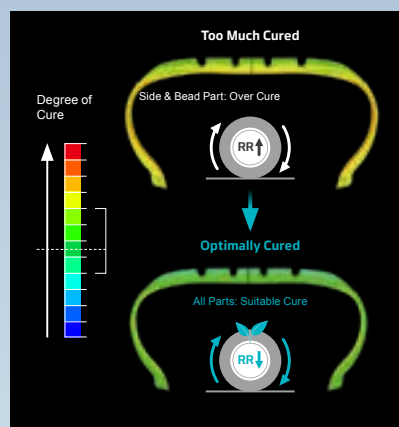 Too Much Cured
Degree of
Cure
Side & Bead Part: Over Cure
RR
Optimally Cured
All Parts: Suitable Cure
RR